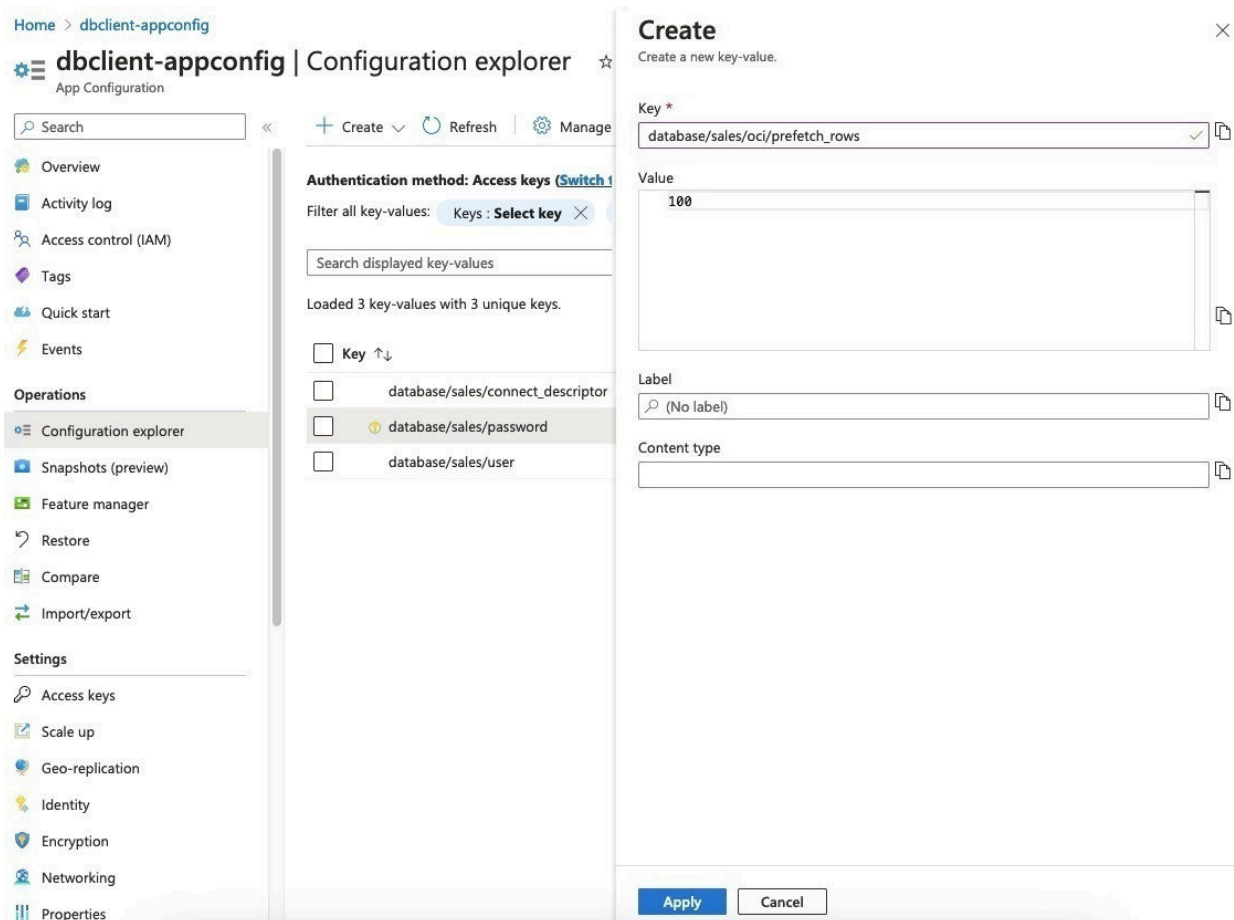 Home > dbclient-appconfig
dbclient-appconfig | Configuration explorer
App Configuration
Search
Overview
Activity log
Access control (IAM)
Tags
Quick start
Events
Operations
Configuration explorer
Snapshots (preview)
Feature manager
Restore
Compare
Import/export
Settings
Access keys
Scale up
Geo-replication
Identity
Encryption
Networking
Properties
Create Refresh Manage
Authentication method: Access keys (Switch
Filter all key-values: Keys : Select key
Search displayed key-values
Loaded 3 key-values with 3 unique keys.
Key
database/sales/connect_descriptor
database/sales/password
database/sales/user
Create
Create a new key-value.
Key *
database/sales/oci/prefetch_rows
Value
100
Label
(No label)
Content type
Apply Cancel